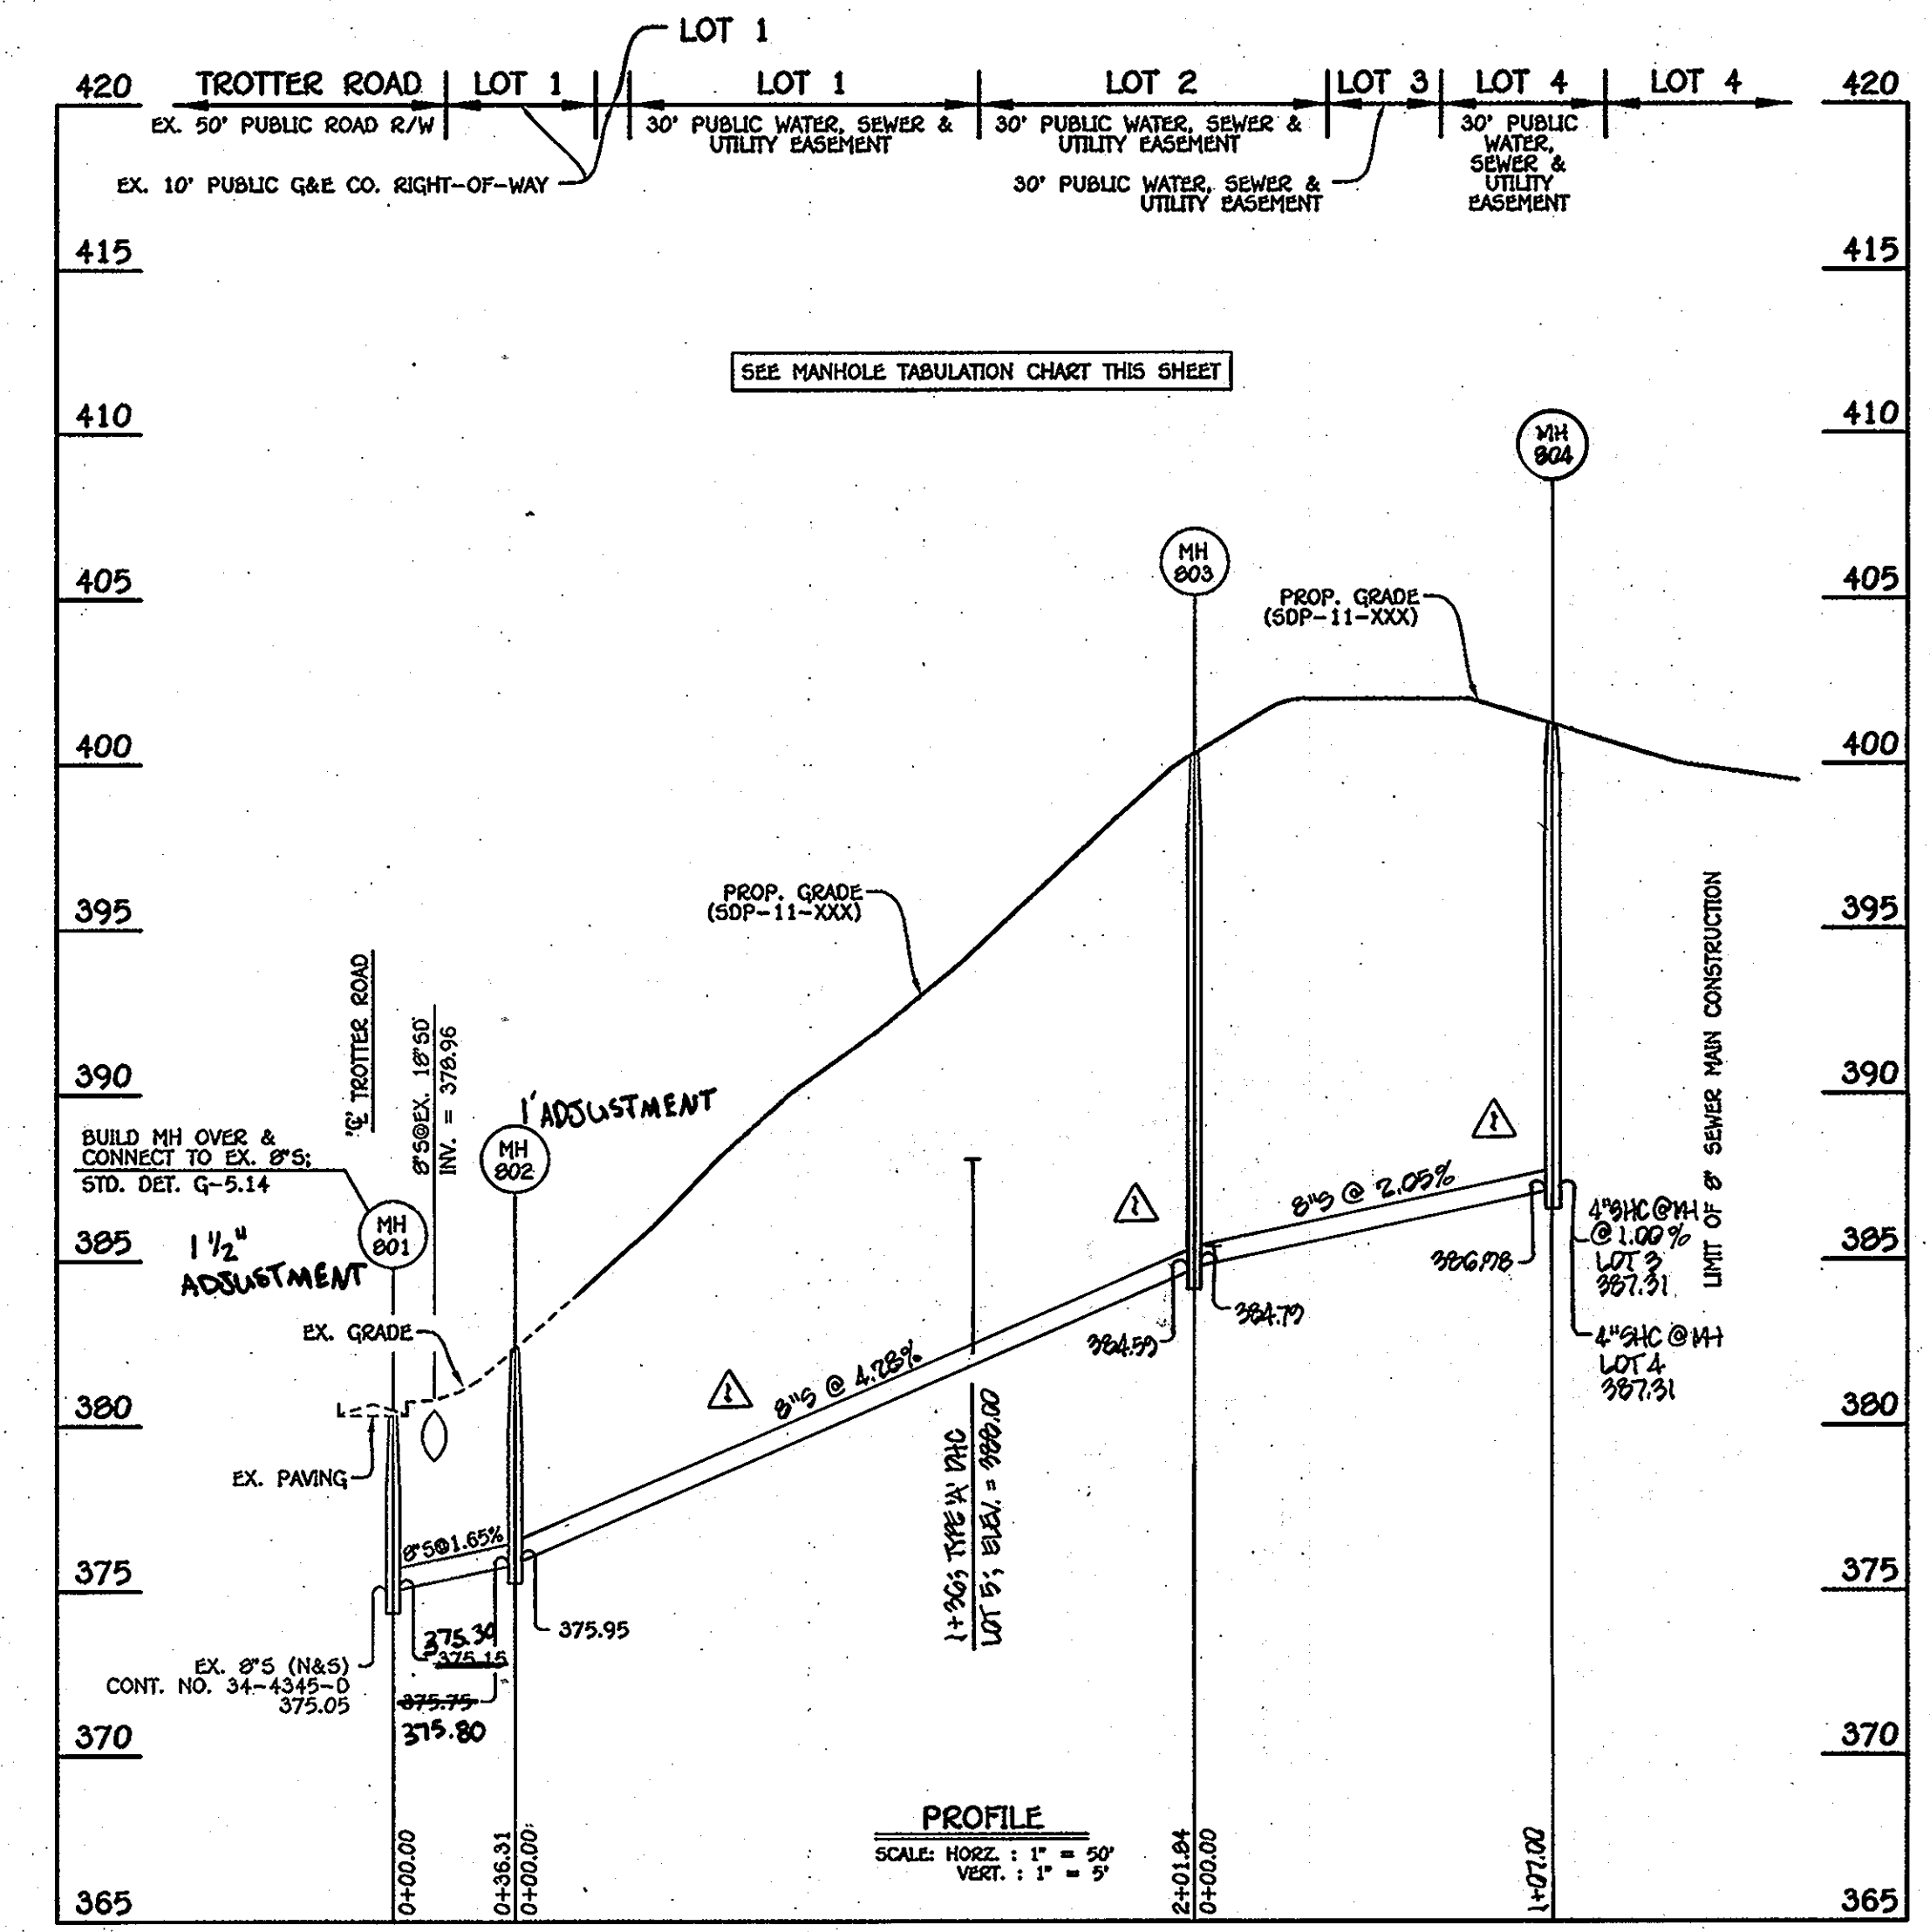 LOT 1
420 TROTTER ROAD LOT 1 LOT 1 LOT 2 LOT 3 LOT 4 LOT 4 420
EX. 50' PUBLIC ROAD R/W
30' PUBLIC WATER, SEWER &
UTILITY EASEMENT
30' PUBLIC WATER, SEWER &
UTILITY EASEMENT
30' PUBLIC
WATER,
SEWER &
UTILITY
EASEMENT
EX. 10' PUBLIC G&E CO. RIGHT-OF-WAY
30' PUBLIC WATER, SEWER &
UTILITY EASEMENT
415 415
SEE MANHOLE TABULATION CHART THIS SHEET
410 410
MH
804
MH
803
405 405
PROP. GRADE
(SDP-11-XXX)
400 400
PROP. GRADE
(SDP-11-XXX)
395 395
LIMIT OF 8" SEWER MAIN CONSTRUCTION
℄ TROTTER ROAD
8"S@EX. 18"SD
INV. = 378.96
390 390
1' ADJUSTMENT
BUILD MH OVER &
CONNECT TO EX. 8"S;
STD. DET. G-5.14
MH
802
MH
801
385 385
1 1/2"
ADJUSTMENT
1
1
8"S @ 2.05%
386.98
4"SHC @ MH
@ 1.00%
LOT 3
387.31
4"SHC @ MH
LOT 4
387.31
384.59
384.79
EX. GRADE
1
8"S @ 4.28%
380 380
EX. PAVING
1+36; TYPE 'A' DHC
LOT 5; ELEV. = 388.00
8"S@1.65%
375 375
375.30
375.15
375.95
EX. 8"S (N&S)
CONT. NO. 34-4345-D
375.05
375.75
375.80
370 370
PROFILE
SCALE: HORZ. : 1" = 50'
VERT. : 1" = 5'
0+00.00
0+36.31
0+00.00
2+01.84
0+00.00
1+07.00
365 365